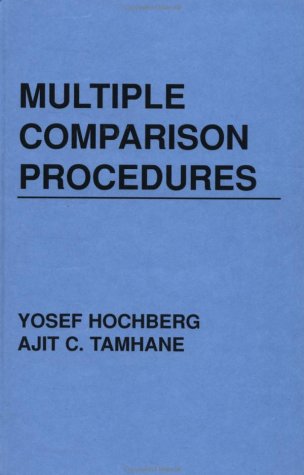 MULTIPLE
COMPARISON
PROCEDURES
YOSEF HOCHBERG
AJIT C. TAMHANE